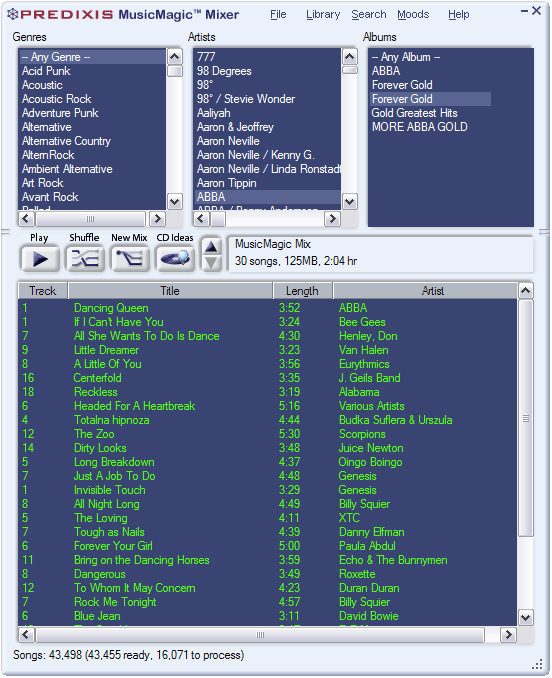 PREDIXIS MusicMagic™ Mixer File Library Search Moods Help
Genres Artists Albums
-- Any Genre --
Acid Punk
Acoustic
Acoustic Rock
Adventure Punk
Alternative
Alternative Country
AlternRock
Ambient Alternative
Art Rock
Avant Rock
777
98 Degrees
98°
98° / Stevie Wonder
Aaliyah
Aaron & Jeoffrey
Aaron Neville
Aaron Neville / Kenny G.
Aaron Neville / Linda Ronstadt
Aaron Tippin
ABBA
-- Any Album --
ABBA
Forever Gold
Forever Gold
Gold Greatest Hits
MORE ABBA GOLD
Play Shuffle New Mix CD Ideas
MusicMagic Mix
30 songs, 125MB, 2:04 hr
Track Title Length Artist
1 Dancing Queen 3:52 ABBA
1 If I Can't Have You 3:24 Bee Gees
7 All She Wants To Do Is Dance 4:30 Henley, Don
9 Little Dreamer 3:23 Van Halen
8 A Little Of You 3:56 Eurythmics
16 Centerfold 3:35 J. Geils Band
18 Reckless 3:19 Alabama
6 Headed For A Heartbreak 5:16 Various Artists
4 Totalna hipnoza 4:44 Budka Suflera & Urszula
12 The Zoo 5:30 Scorpions
14 Dirty Looks 3:48 Juice Newton
5 Long Breakdown 4:37 Oingo Boingo
7 Just A Job To Do 4:48 Genesis
1 Invisible Touch 3:29 Genesis
8 All Night Long 4:49 Billy Squier
5 The Loving 4:11 XTC
7 Tough as Nails 4:39 Danny Elfman
6 Forever Your Girl 5:00 Paula Abdul
11 Bring on the Dancing Horses 3:59 Echo & The Bunnymen
8 Dangerous 3:49 Roxette
12 To Whom It May Concern 4:23 Duran Duran
7 Rock Me Tonight 4:57 Billy Squier
6 Blue Jean 3:11 David Bowie
Songs: 43,498 (43,455 ready, 16,071 to process)